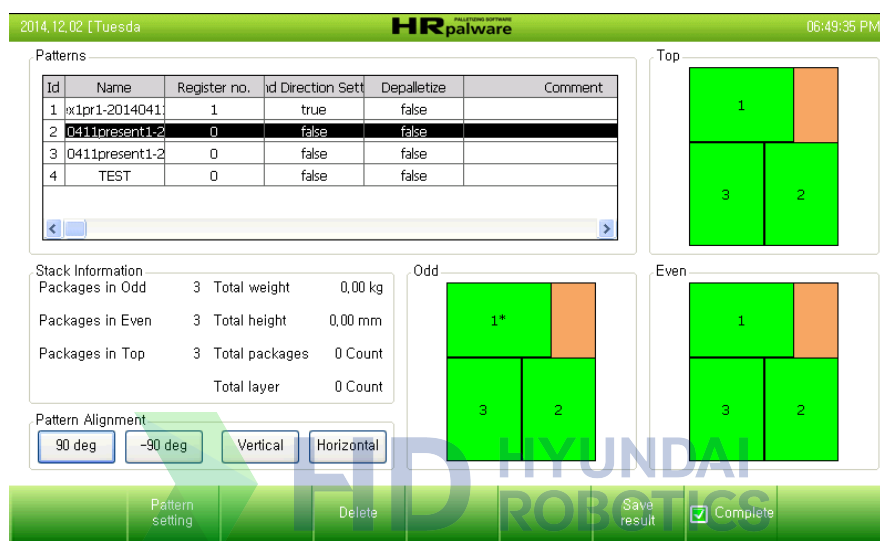 2014,12,02 [Tuesda
HR palware
PALLETIZING SOFTWARE
06:49:35 PM
Patterns
Id Name Register no. nd Direction Sett Depalletize Comment
1 ex1pr1-2014041 1 true false
2 0411present1-2 0 false false
3 0411present1-2 0 false false
4 TEST 0 false false
Top
1
3 2
Stack Information
Packages in Odd 3 Total weight 0,00 kg
Packages in Even 3 Total height 0,00 mm
Packages in Top 3 Total packages 0 Count
Total layer 0 Count
Odd
1*
3 2
Even
1
3 2
Pattern Alignment
90 deg -90 deg Vertical Horizontal
HD HYUNDAI
ROBOTICS
Pattern
setting
Delete
Save
result
Complete